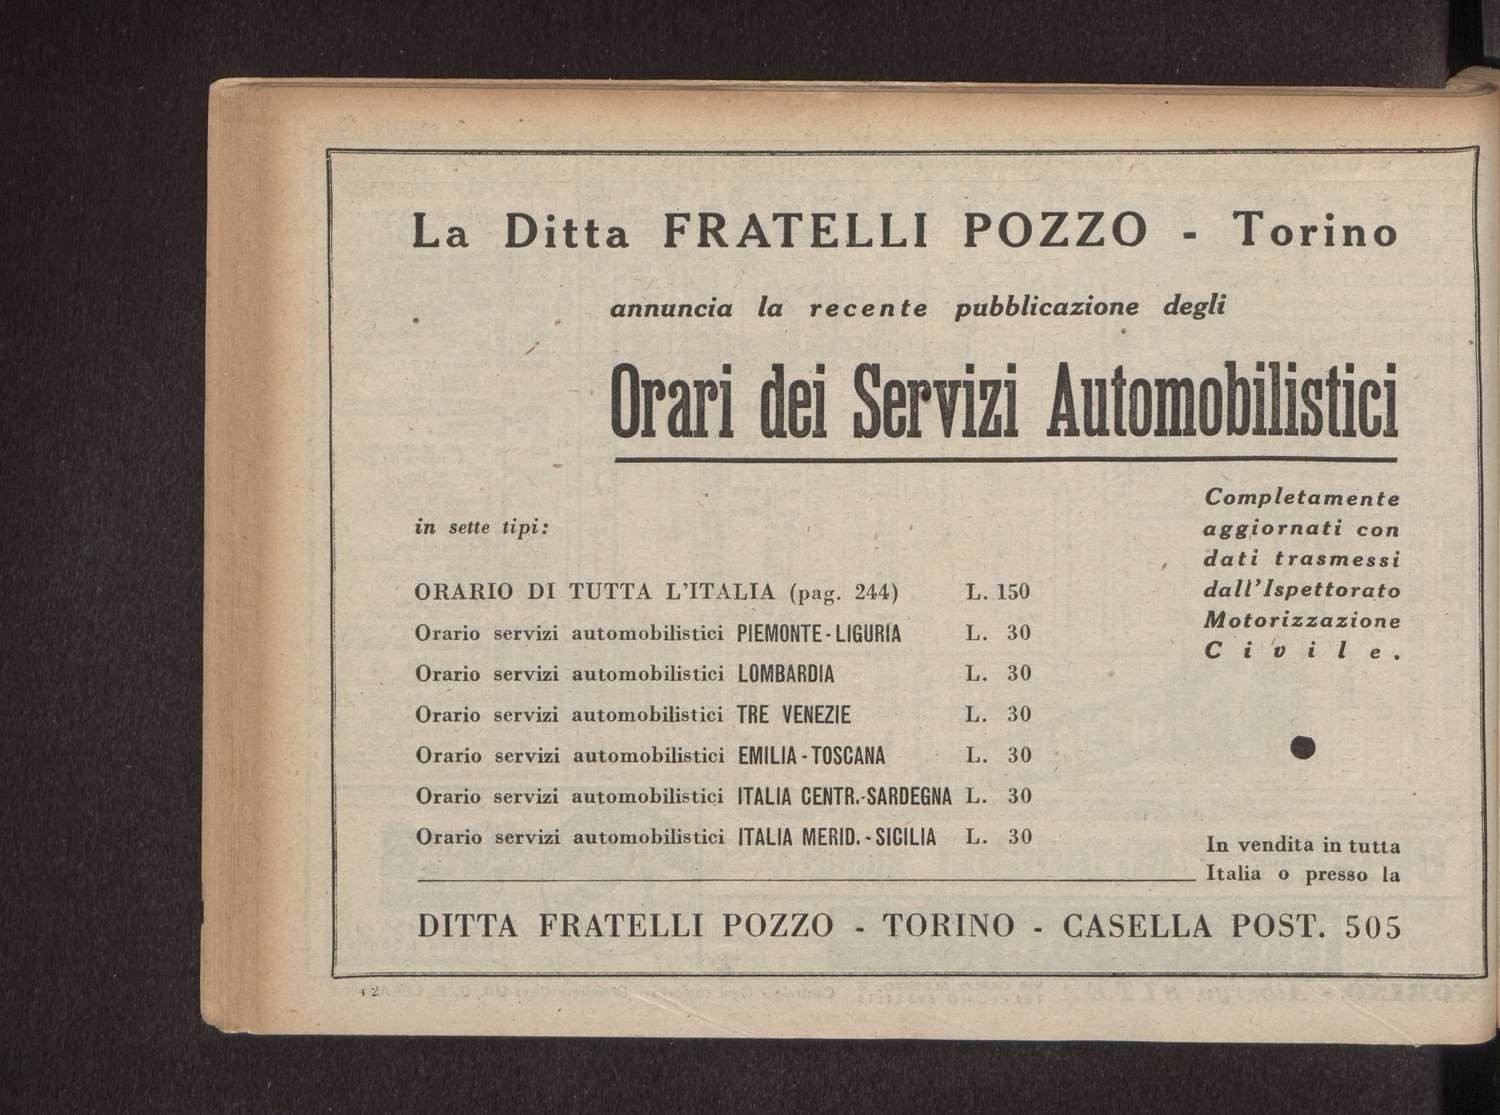 La Ditta FRATELLI POZZO - Torino
annuncia la recente pubblicazione degli
Orari dei Servizi Automobilistici
in sette tipi:
ORARIO DI TUTTA L'ITALIA (pag. 244) L. 150
Orario servizi automobilistici PIEMONTE-LIGURIA L. 30
Orario servizi automobilistici LOMBARDIA L. 30
Orario servizi automobilistici TRE VENEZIE L. 30
Orario servizi automobilistici EMILIA-TOSCANA L. 30
Orario servizi automobilistici ITALIA CENTR.-SARDEGNA L. 30
Orario servizi automobilistici ITALIA MERID.-SICILIA L. 30
Completamente
aggiornati con
dati trasmessi
dall'Ispettorato
Motorizzazione
Civile.
In vendita in tutta
Italia o presso la
DITTA FRATELLI POZZO - TORINO - CASELLA POST. 505